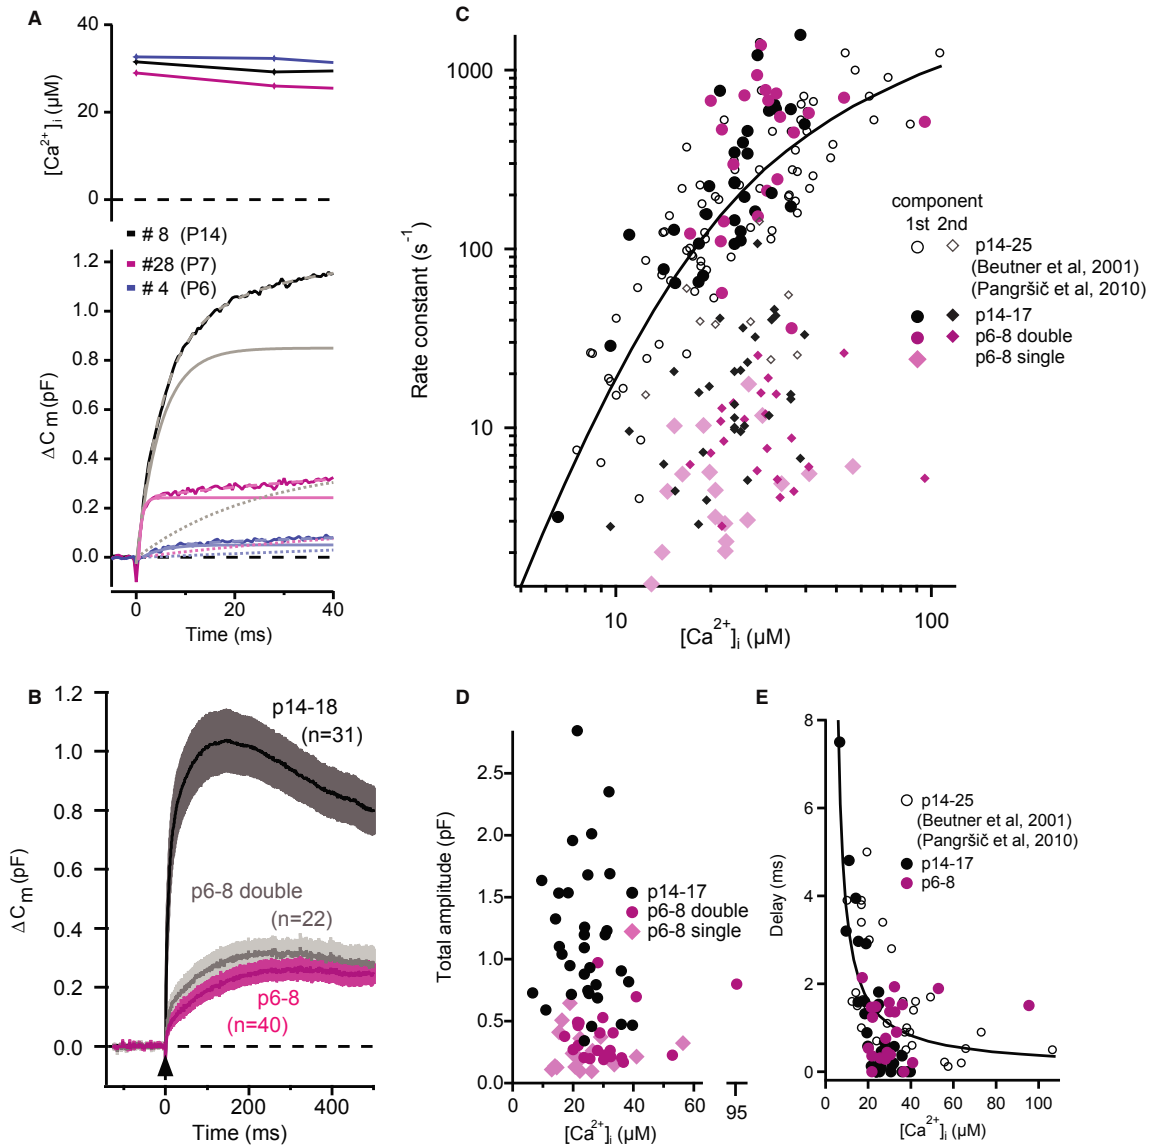 A
40
20
0
[Ca²⁺]ᵢ (µM)
# 8 (P14)
#28 (P7)
# 4 (P6)
1.2
1.0
0.8
0.6
0.4
0.2
0.0
ΔC m (pF)
0
20
40
Time (ms)
C
1000
100
10
Rate constant (s⁻¹)
10
100
[Ca²⁺]ᵢ (µM)
component
1st 2nd
p14-25
(Beutner et al, 2001)
(Pangršič et al, 2010)
p14-17
p6-8 double
p6-8 single
B
1.2
1.0
0.8
0.6
0.4
0.2
0.0
ΔCm (pF)
p14-18
(n=31)
p6-8 double
(n=22)
p6-8
(n=40)
0
200
400
Time (ms)
D
2.5
2.0
1.5
1.0
0.5
0.0
Total amplitude (pF)
p14-17
p6-8 double
p6-8 single
0
20
40
60
95
[Ca²⁺]ᵢ (µM)
E
8
6
4
2
0
Delay (ms)
p14-25
(Beutner et al, 2001)
(Pangršič et al, 2010)
p14-17
p6-8
0
20
40
60
80
100
[Ca²⁺]ᵢ (µM)